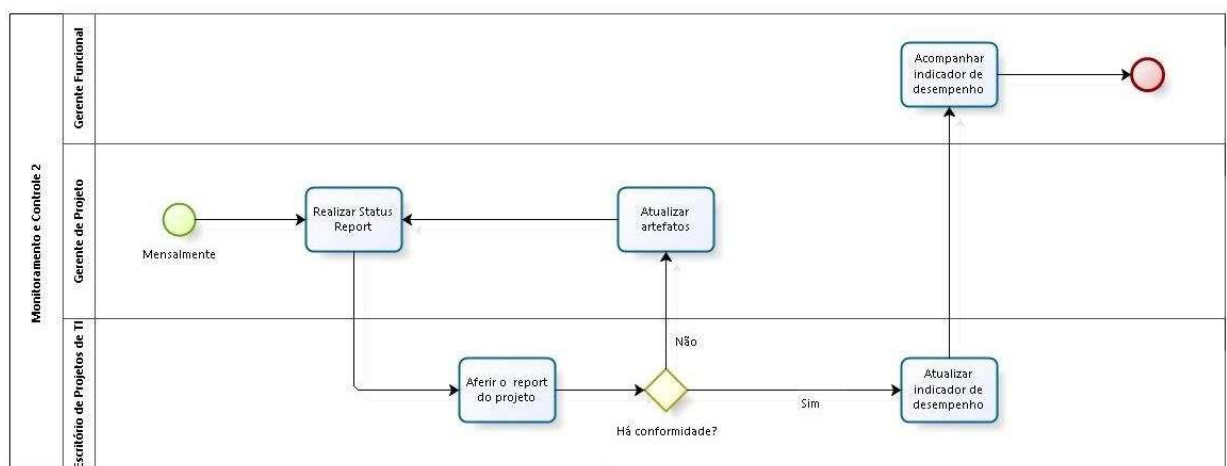 Monitoramento e Controle 2
Gerente Funcional
Acompanhar
indicador de
desempenho
Gerente de Projeto
Mensalmente
Realizar Status
Report
Atualizar
artefatos
Escritório de Projetos de TI
Aferir o report
do projeto
Não
Há conformidade?
Sim
Atualizar
indicador de
desempenho